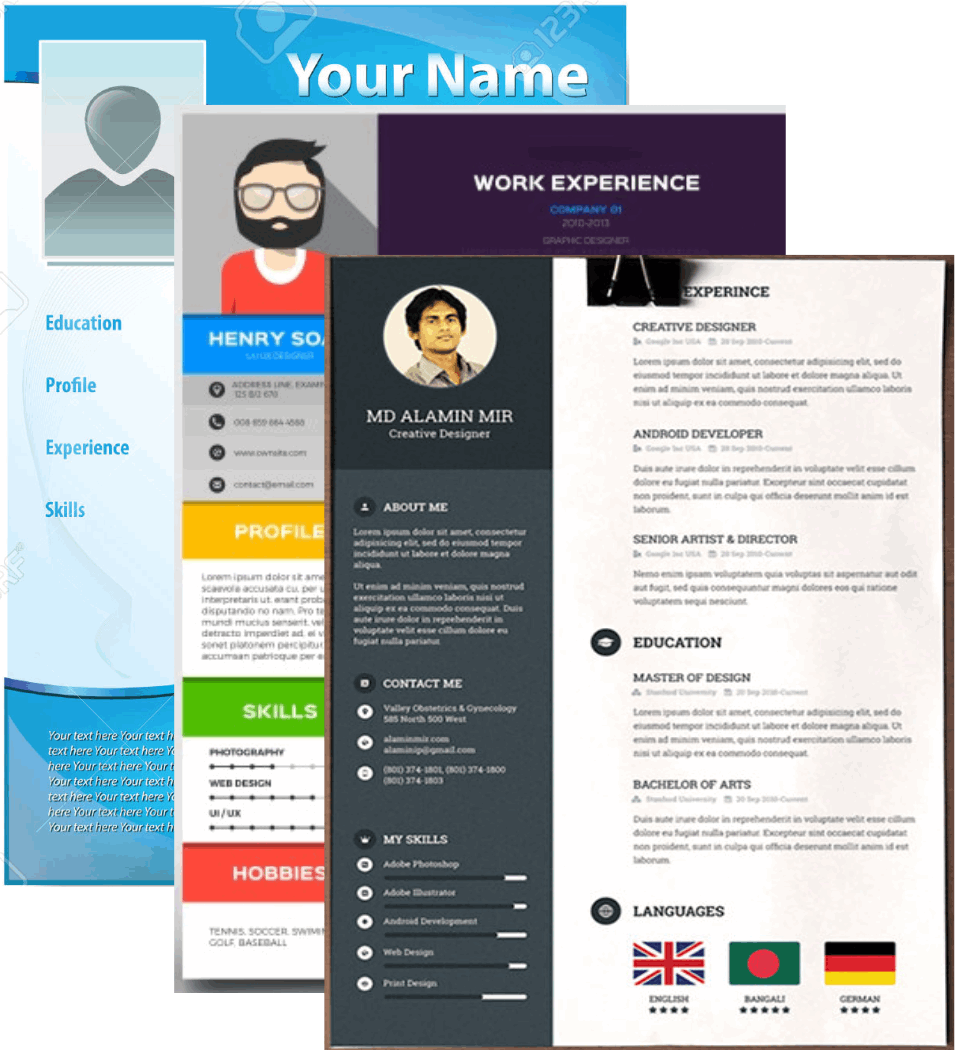 123RF
Your Name
Education
Profile
Experience
Skills
Your text here Your text h
text here Your text here Y
here Your text here Your t
Your text here Your text h
text here Your text here Y
here Your text here Your t
Your text here Your text h
WORK EXPERIENCE
COMPANY 01
2010-2013
GRAPHIC DESIGNER
HENRY SOA
UI/UX DESIGNER
ADDRESS LINE, EXAM
123 B/2 670
008 659 664 4566
www.ownsite.com
contact@email.com
PROFILE
Lorem ipsum dolor sit ame
scaevola accusata cu, per u
interpretaris ut, erant proba
disputando no nam. Pro te
mundi mucius senserit, vel
detracto imperdiet ad, ei v
sonet platonem percipitur
accumsan patrioque per e
SKILLS
PHOTOGRAPHY
WEB DESIGN
UI / UX
HOBBIES
TENNIS, SOCCER, SWIMI
GOLF, BASEBALL
MD ALAMIN MIR
Creative Designer
ABOUT ME
Lorem ipsum dolor sit amet, consectetur
adipisicing elit, sed do eiusmod tempor
incididunt ut labore et dolore magna
aliqua.
Ut enim ad minim veniam, quis nostrud
exercitation ullamco laboris nisi ut
aliquip ex ea commodo consequat. Duis
aute irure dolor in reprehenderit in
voluptate velit esse cillum dolore eu
fugiat nulla pariatur.
CONTACT ME
Valley Obstetrics & Gynecology
585 North 500 West
alaminmir.com
alaminip@gmail.com
(801) 374-1801, (801) 374-1800
(801) 374-1803
MY SKILLS
Adobe Photoshop
Adobe Illustrator
Android Development
Web Design
Print Design
EXPERINCE
CREATIVE DESIGNER
Google Inc USA 20 Sep 2010-Current
Lorem ipsum dolor sit amet, consectetur adipisicing elit, sed do
eiusmod tempor incididunt ut labore et dolore magna aliqua. Ut
enim ad minim veniam, quis nostrud exercitation ullamco laboris
nisi ut aliquip ex ea commodo consequat.
ANDROID DEVELOPER
Google Inc USA 20 Sep 2010-Current
Duis aute irure dolor in reprehenderit in voluptate velit esse cillum
dolore eu fugiat nulla pariatur. Excepteur sint occaecat cupidatat
non proident, sunt in culpa qui officia deserunt mollit anim id est
laborum.
SENIOR ARTIST & DIRECTOR
Google Inc USA 20 Sep 2010-Current
Nemo enim ipsam voluptatem quia voluptas sit aspernatur aut odit
aut fugit, sed quia consequuntur magni dolores eos qui ratione
voluptatem sequi nesciunt.
EDUCATION
MASTER OF DESIGN
Stanford University 20 Sep 2010-Current
Lorem ipsum dolor sit amet, consectetur adipisicing elit, sed do
eiusmod tempor incididunt ut labore et dolore magna aliqua. Ut
enim ad minim veniam, quis nostrud exercitation ullamco laboris
nisi ut aliquip ex ea commodo consequat.
BACHELOR OF ARTS
Stanford University 20 Sep 2010-Current
Duis aute irure dolor in reprehenderit in voluptate velit esse cillum
dolore eu fugiat nulla pariatur. Excepteur sint occaecat cupidatat
non proident, sunt in culpa qui officia deserunt mollit anim id est
laborum.
LANGUAGES
ENGLISH
BANGALI
GERMAN